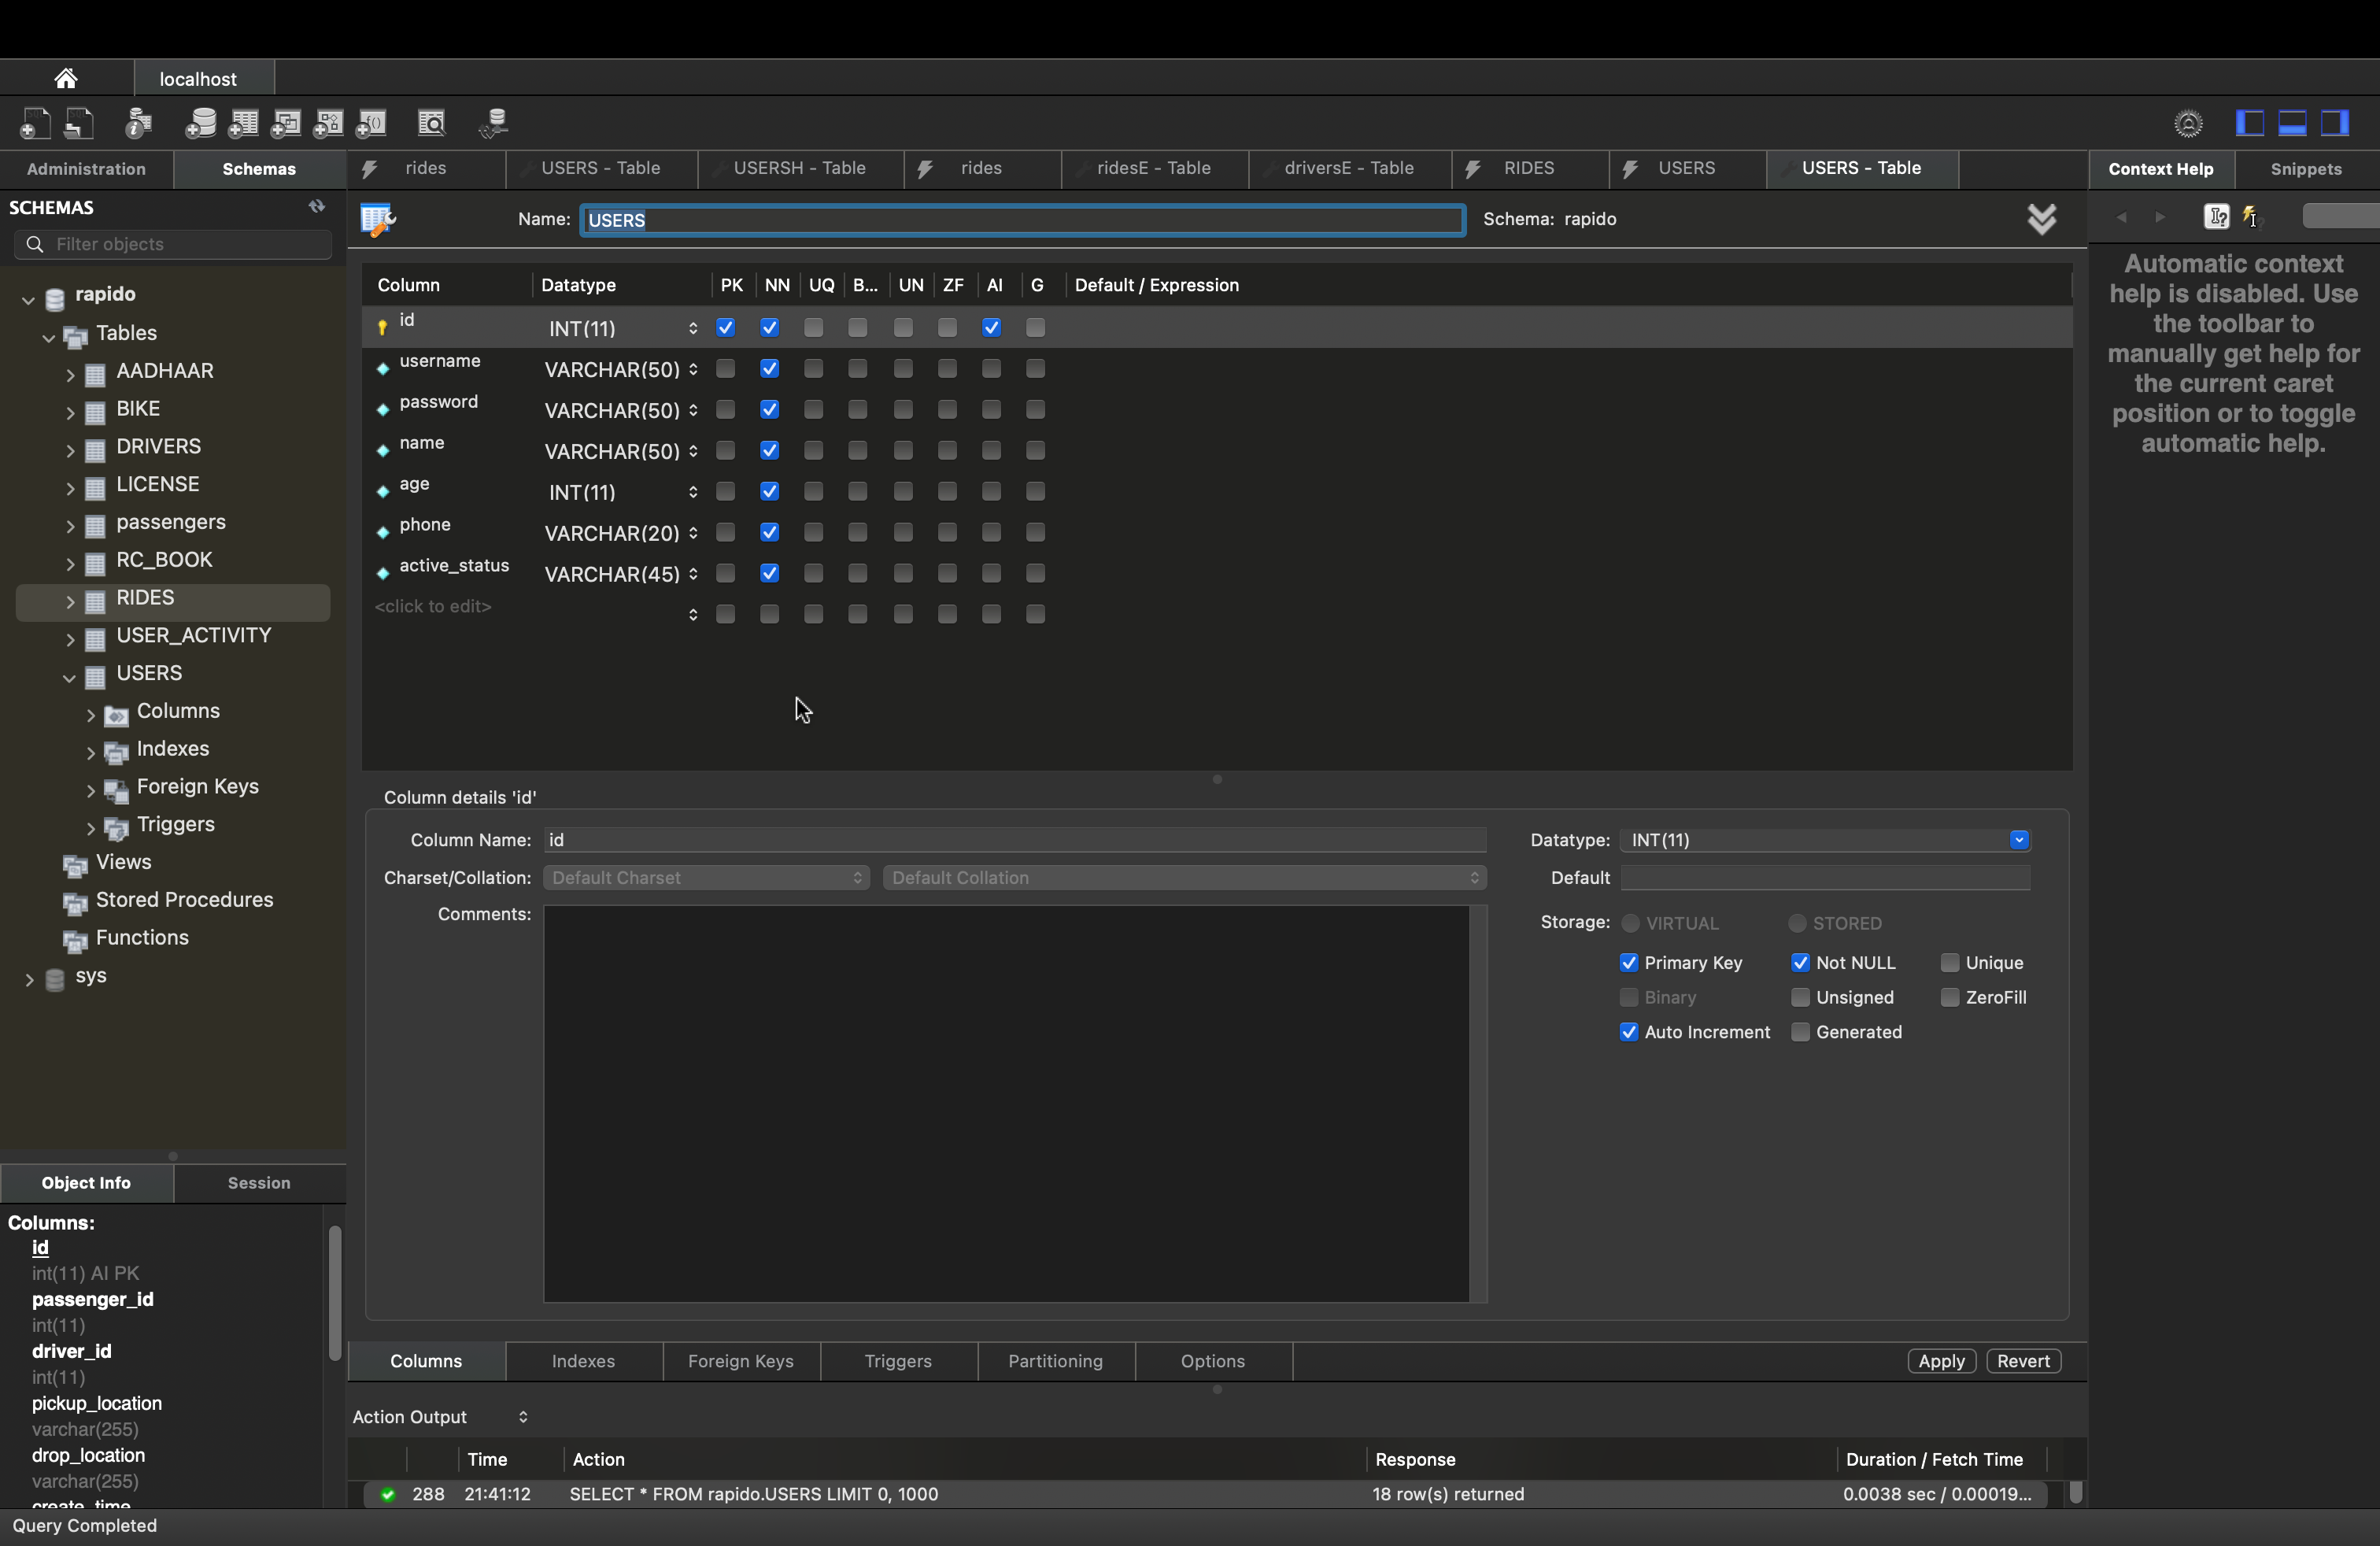 localhost
Administration Schemas rides USERS - Table USERSH - Table rides ridesE - Table driversE - Table RIDES USERS USERS - Table Context Help Snippets
SCHEMAS
Filter objects
Name: USERS Schema: rapido
Automatic context
help is disabled. Use
the toolbar to
manually get help for
the current caret
position or to toggle
automatic help.
rapido
Tables
AADHAAR
BIKE
DRIVERS
LICENSE
passengers
RC_BOOK
RIDES
USER_ACTIVITY
USERS
Columns
Indexes
Foreign Keys
Triggers
Views
Stored Procedures
Functions
sys
Column Datatype PK NN UQ B... UN ZF AI G Default / Expression
id INT(11)
username VARCHAR(50)
password VARCHAR(50)
name VARCHAR(50)
age INT(11)
phone VARCHAR(20)
active_status VARCHAR(45)
<click to edit>
Column details 'id'
Column Name: id Datatype: INT(11)
Charset/Collation: Default Charset Default Collation Default
Comments: Storage: VIRTUAL STORED
Primary Key Not NULL Unique
Binary Unsigned ZeroFill
Auto Increment Generated
Object Info Session
Columns:
id
int(11) AI PK
passenger_id
int(11)
driver_id
int(11)
pickup_location
varchar(255)
drop_location
varchar(255)
create_time
Columns Indexes Foreign Keys Triggers Partitioning Options Apply Revert
Action Output
Time Action Response Duration / Fetch Time
288 21:41:12 SELECT * FROM rapido.USERS LIMIT 0, 1000 18 row(s) returned 0.0038 sec / 0.00019...
Query Completed